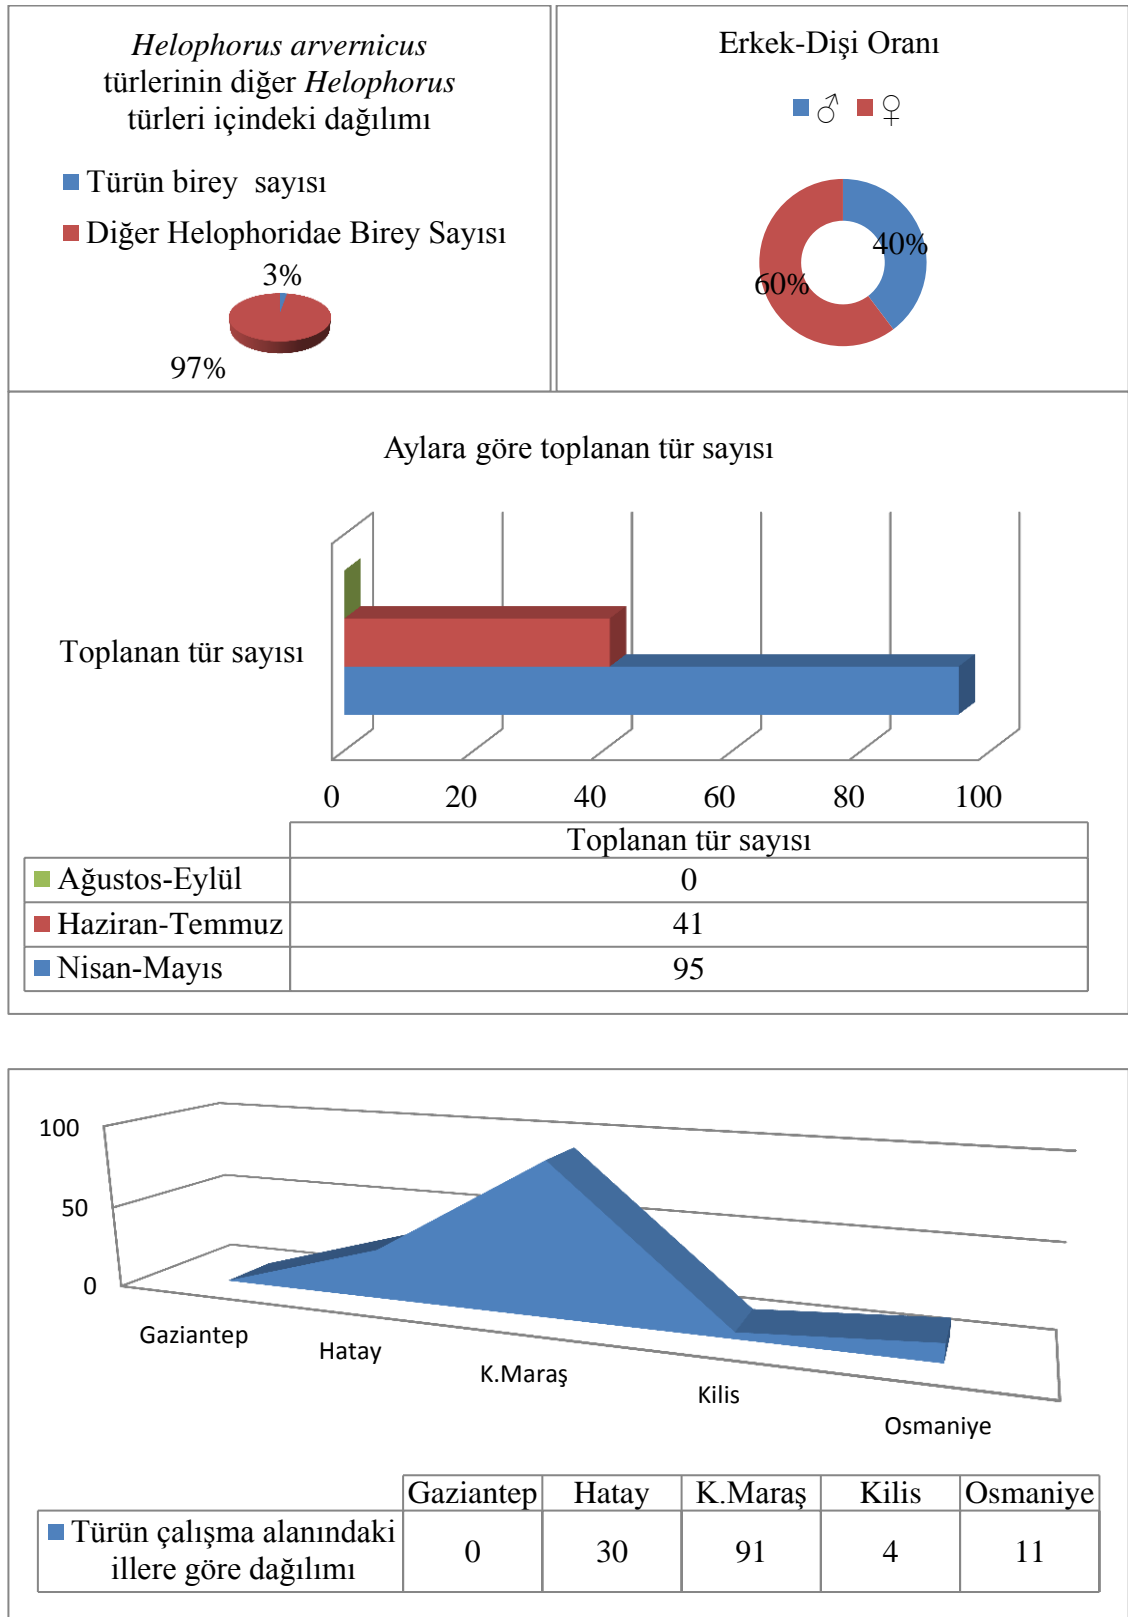 Helophorus arvernicus
türlerinin diğer Helophorus
türleri içindeki dağılımı
Türün birey sayısı
Diğer Helophoridae Birey Sayısı
3%
97%
Erkek-Dişi Oranı
♂ ♀
40%
60%
Aylara göre toplanan tür sayısı
Toplanan tür sayısı
0 20 40 60 80 100
Toplanan tür sayısı
Ağustos-Eylül 0
Haziran-Temmuz 41
Nisan-Mayıs 95
100
50
0
Gaziantep
Hatay
K.Maraş
Kilis
Osmaniye
Gaziantep Hatay K.Maraş Kilis Osmaniye
Türün çalışma alanındaki
illere göre dağılımı 0 30 91 4 11